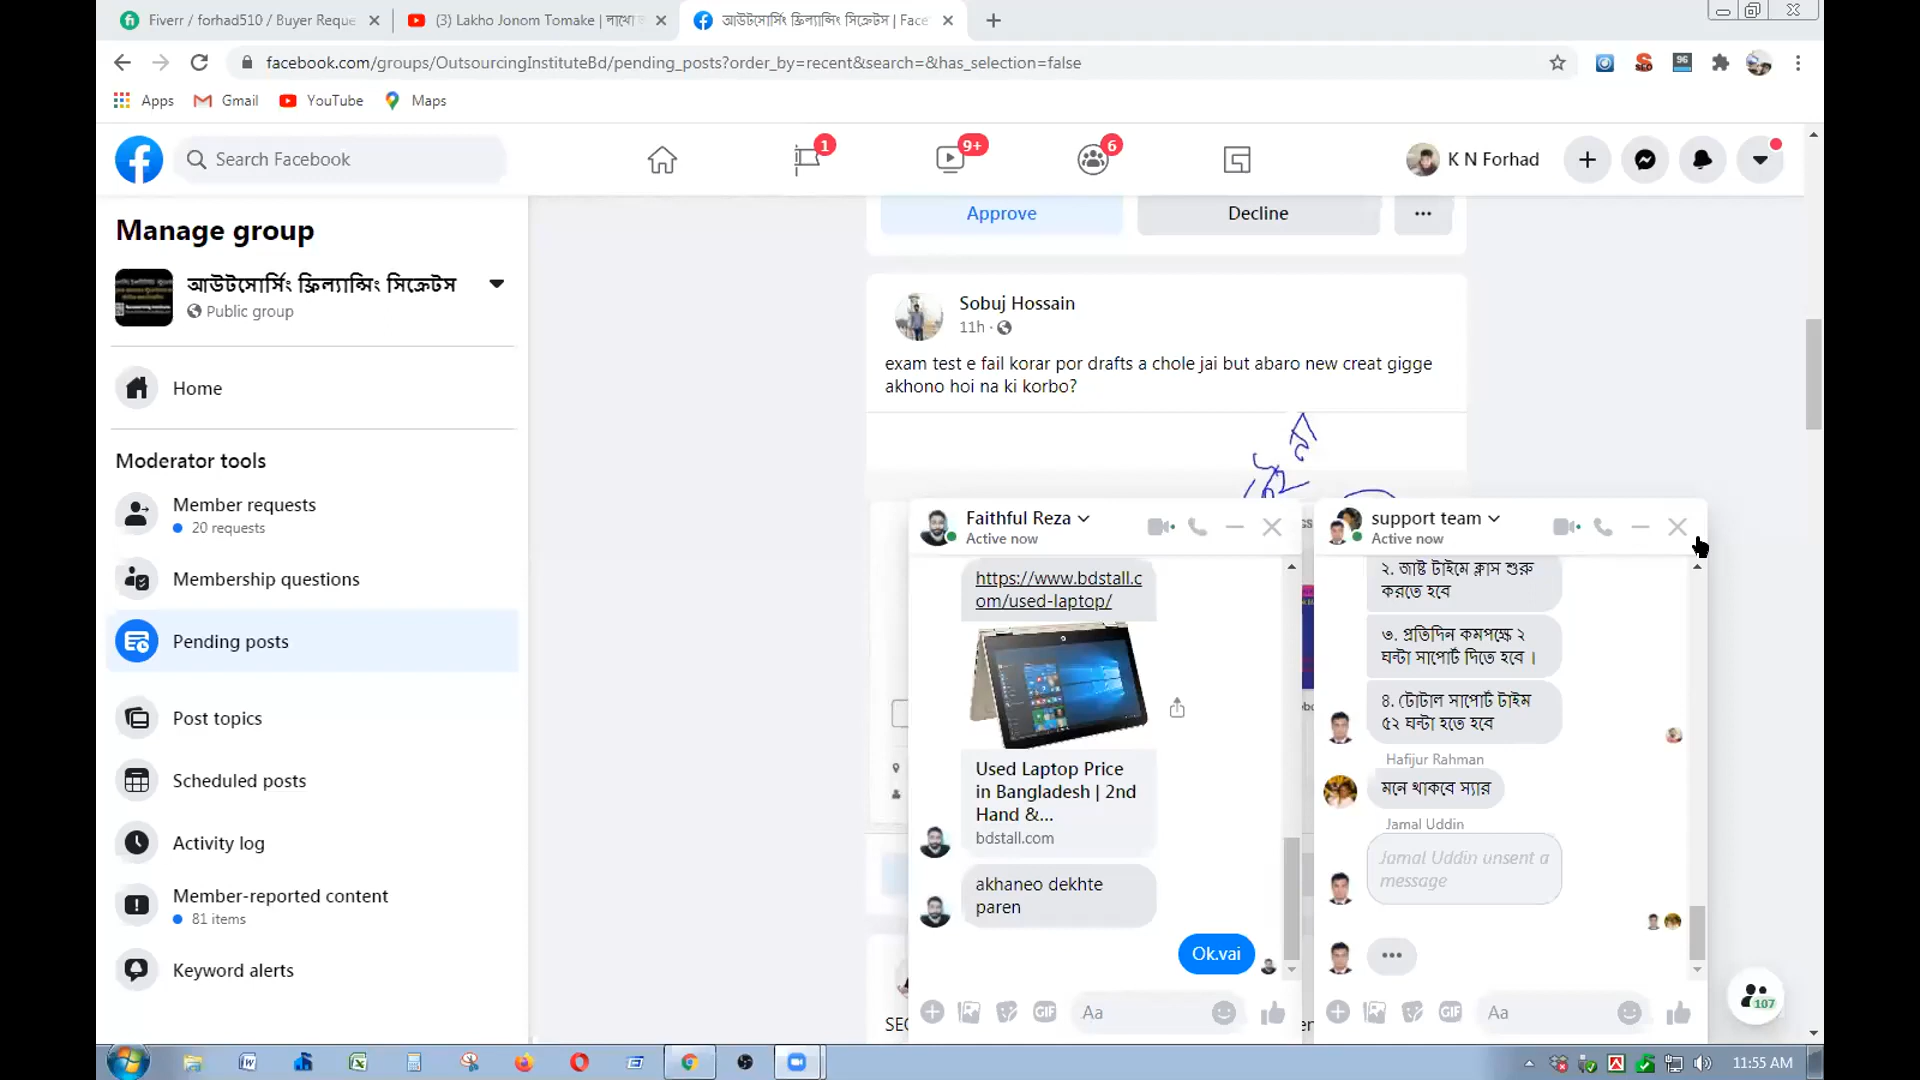 Fiverr / forhad510 / Buyer Reque
(3) Lakho Jonom Tomake | লাখো
আউটসোর্সিং ফ্রিল্যান্সিং সিক্রেটস | Face
facebook.com/groups/OutsourcingInstituteBd/pending_posts?order_by=recent&search=&has_selection=false
96
Apps
Gmail
YouTube
Maps
Search Facebook
1
9+
6
K N Forhad
Manage group
আউটসোর্সিং ফ্রিল্যান্সিং সিক্রেটস
Public group
Home
Moderator tools
Member requests
20 requests
Membership questions
Pending posts
Post topics
Scheduled posts
Activity log
Member-reported content
81 items
Keyword alerts
Approve
Decline
Sobuj Hossain
11h
exam test e fail korar por drafts a chole jai but abaro new creat gigge
akhono hoi na ki korbo?
Faithful Reza
Active now
https://www.bdstall.c
om/used-laptop/
Used Laptop Price
in Bangladesh | 2nd
Hand &...
bdstall.com
akhaneo dekhte
paren
Ok.vai
GIF
Aa
support team
Active now
২. জাষ্ট টাইমে ক্লাস শুরু
করতে হবে
৩. প্রতিদিন কমপক্ষে ২
ঘন্টা সাপোর্ট দিতে হবে ।
৪. টোটাল সাপোর্ট টাইম
৫২ ঘন্টা হতে হবে
Hafijur Rahman
মনে থাকবে স্যার
Jamal Uddin
Jamal Uddin unsent a
message
GIF
Aa
107
11:55 AM